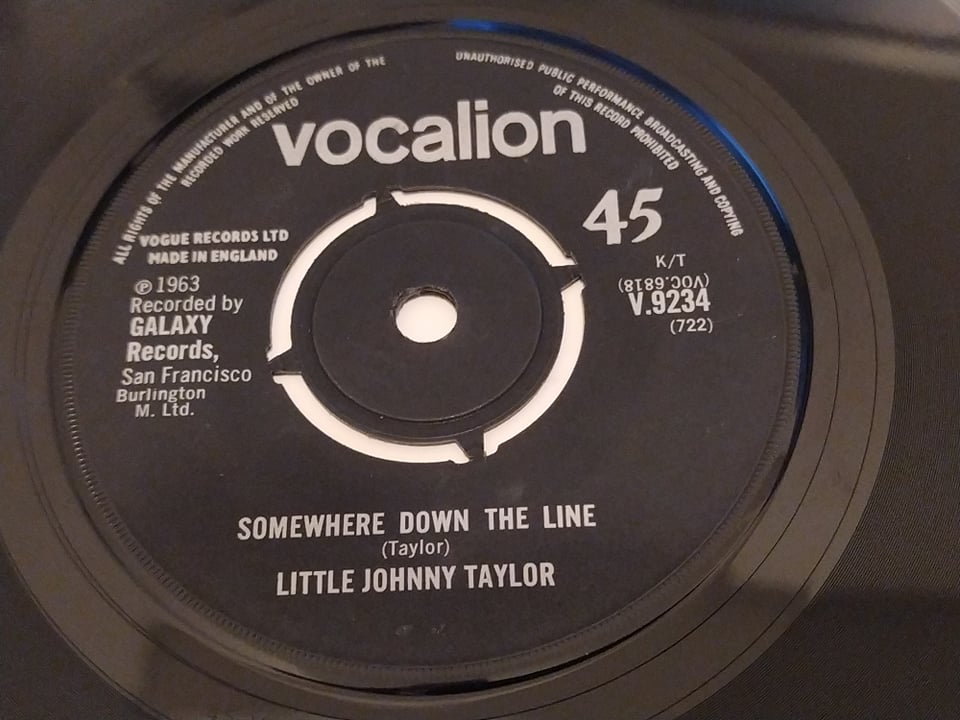 ALL RIGHTS OF THE MANUFACTURER AND OF THE OWNER OF THE
RECORDED WORK RESERVED
UNAUTHORISED PUBLIC PERFORMANCE BROADCASTING AND COPYING
OF THIS RECORD PROHIBITED
vocalion
45
VOGUE RECORDS LTD
MADE IN ENGLAND
℗ 1963
Recorded by
GALAXY
Records,
San Francisco
Burlington
M. Ltd.
K/T
(VOC.6818)
V.9234
(722)
SOMEWHERE DOWN THE LINE
(Taylor)
LITTLE JOHNNY TAYLOR